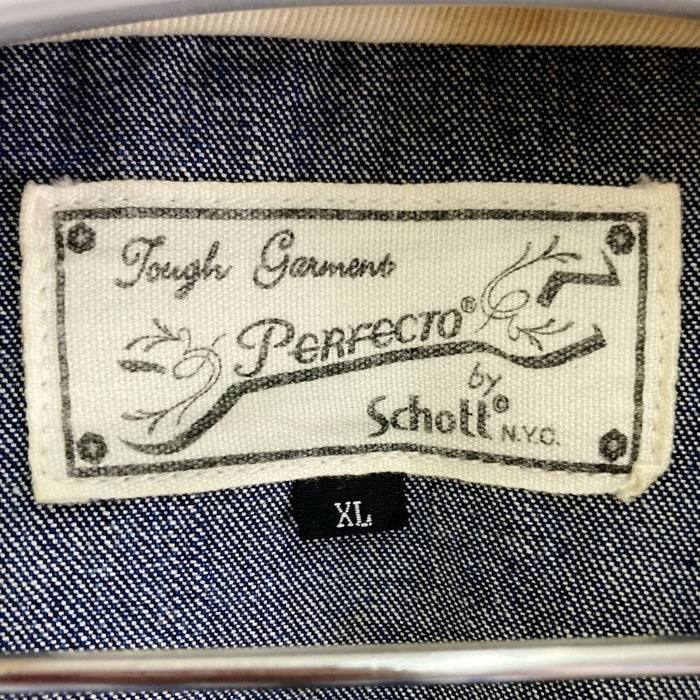 Tough Garment
PERFECTO®
by
Schott©
N.Y.C.
XL